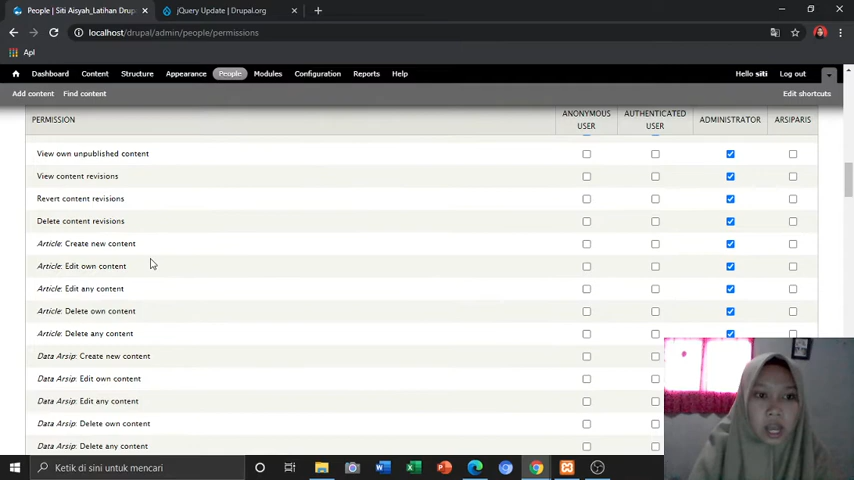 People | Siti Aisyah_Latihan Drup
jQuery Update | Drupal.org
localhost/drupal/admin/people/permissions
Apl
Dashboard Content Structure Appearance People Modules Configuration Reports Help Hello siti Log out
Add content Find content Edit shortcuts
PERMISSION ANONYMOUS USER AUTHENTICATED USER ADMINISTRATOR ARSIPARIS
View own unpublished content
View content revisions
Revert content revisions
Delete content revisions
Article: Create new content
Article: Edit own content
Article: Edit any content
Article: Delete own content
Article: Delete any content
Data Arsip: Create new content
Data Arsip: Edit own content
Data Arsip: Edit any content
Data Arsip: Delete own content
Data Arsip: Delete any content
Ketik di sini untuk mencari